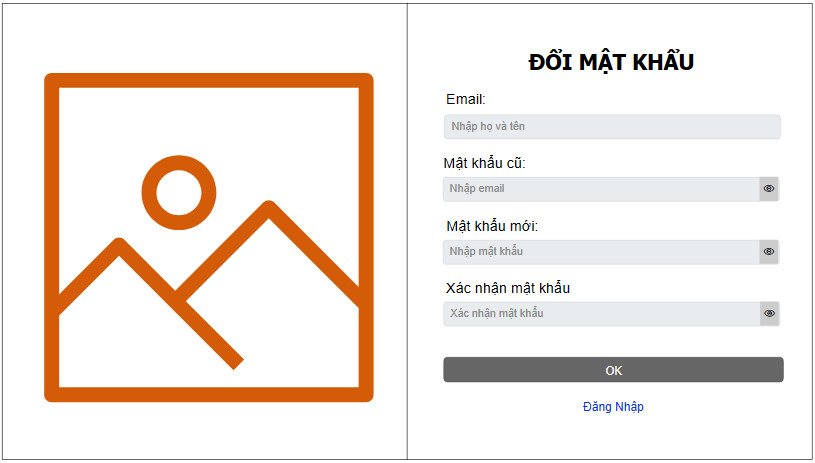 ĐỔI MẬT KHẨU
Email:
Nhập họ và tên
Mật khẩu cũ:
Nhập email
Mật khẩu mới:
Nhập mật khẩu
Xác nhận mật khẩu
Xác nhận mật khẩu
OK
Đăng Nhập